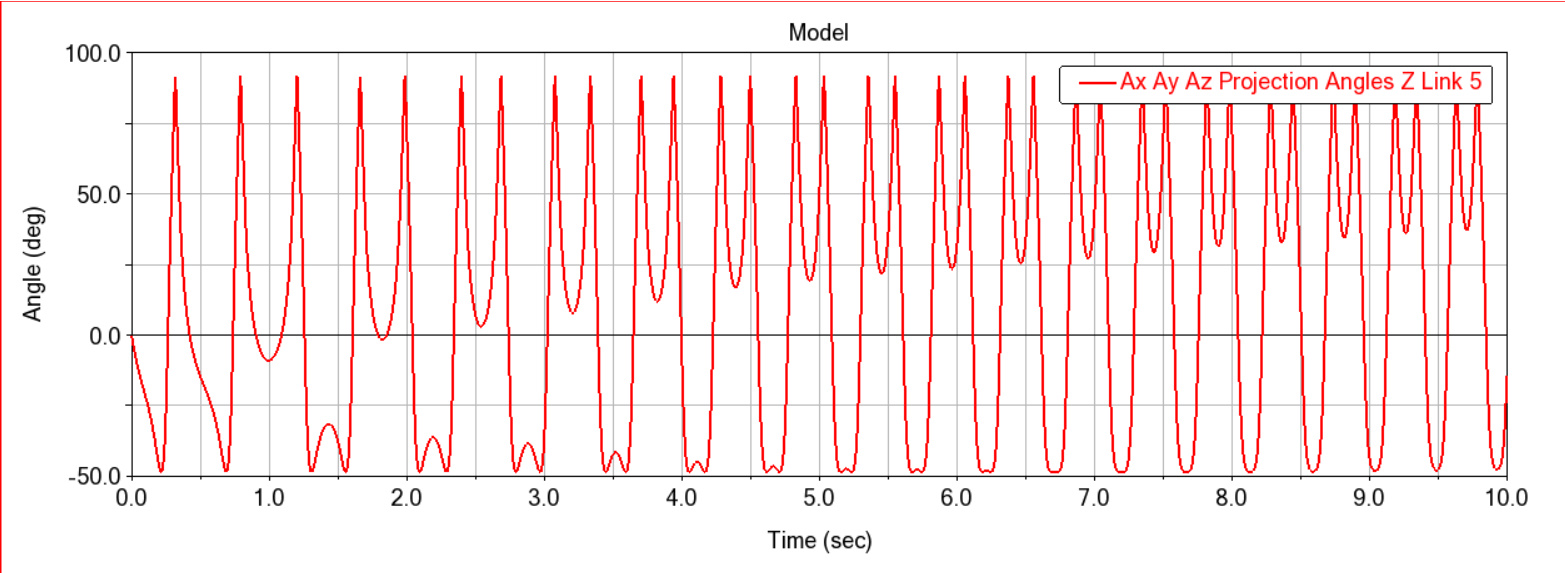 Model
Ax Ay Az Projection Angles Z Link 5
Angle (deg)
100.0
50.0
0.0
-50.0
0.0 1.0 2.0 3.0 4.0 5.0 6.0 7.0 8.0 9.0 10.0
Time (sec)